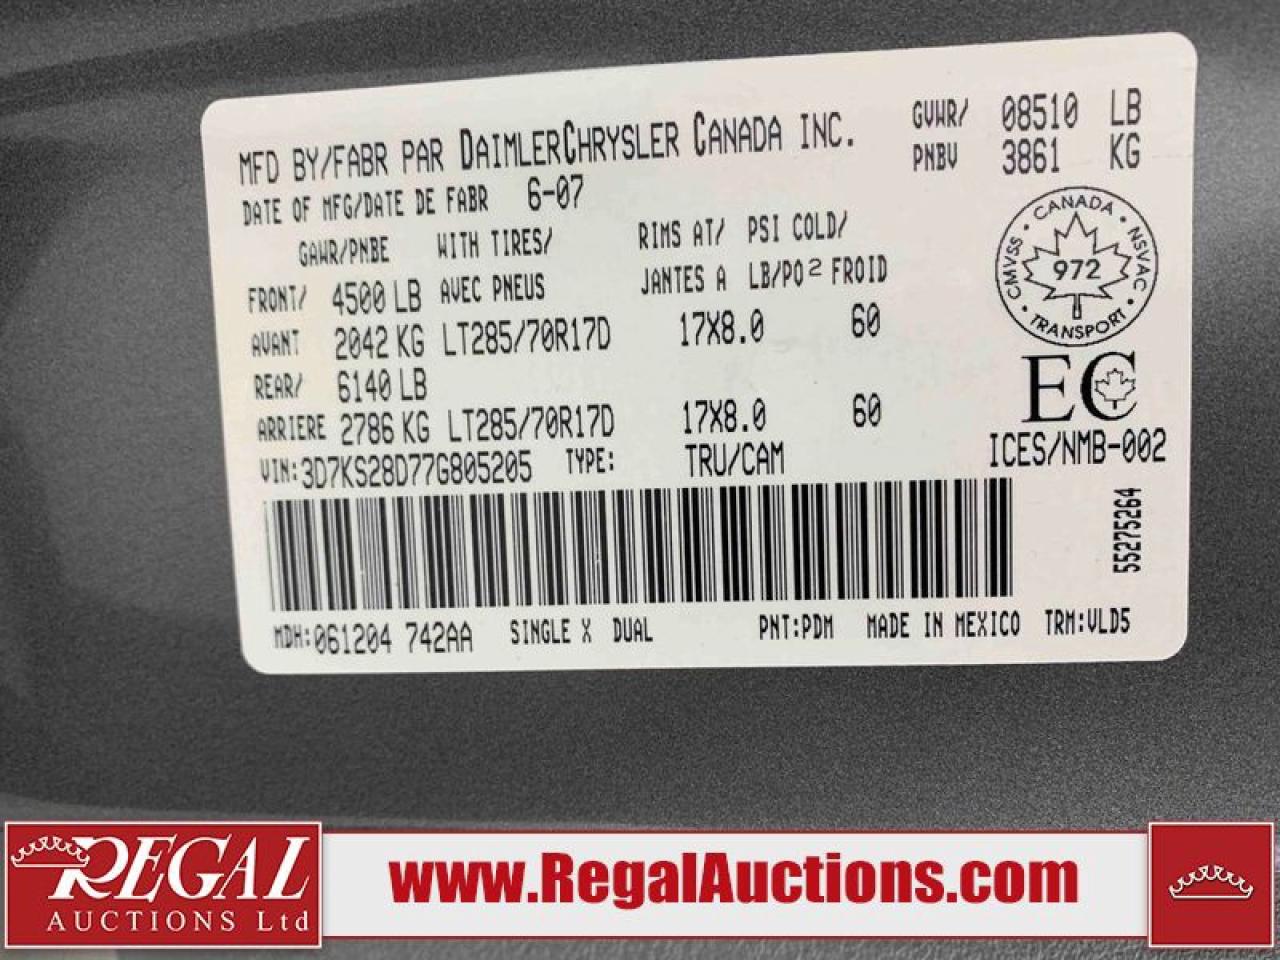 MFD BY/FABR PAR DAIMLERCHRYSLER CANADA INC.
GVWR/ 08510 LB
PNBV 3861 KG
DATE OF MFG/DATE DE FABR 6-07
GAWR/PNBE WITH TIRES/ RIMS AT/ PSI COLD/
FRONT/ 4500 LB AVEC PNEUS JANTES A LB/PO2 FROID
AVANT 2042 KG LT285/70R17D 17X8.0 60
REAR/ 6140 LB
ARRIERE 2786 KG LT285/70R17D 17X8.0 60
VIN:3D7KS28D77G805205 TYPE: TRU/CAM
CANADA • NSVAC • TRANSPORT • CMVSS •
972
EC
ICES/NMB-002
55275264
MDH:061204 742AA SINGLE X DUAL PNT:PDM MADE IN MEXICO TRM:VLD5
REGAL
AUCTIONS Ltd
www.RegalAuctions.com